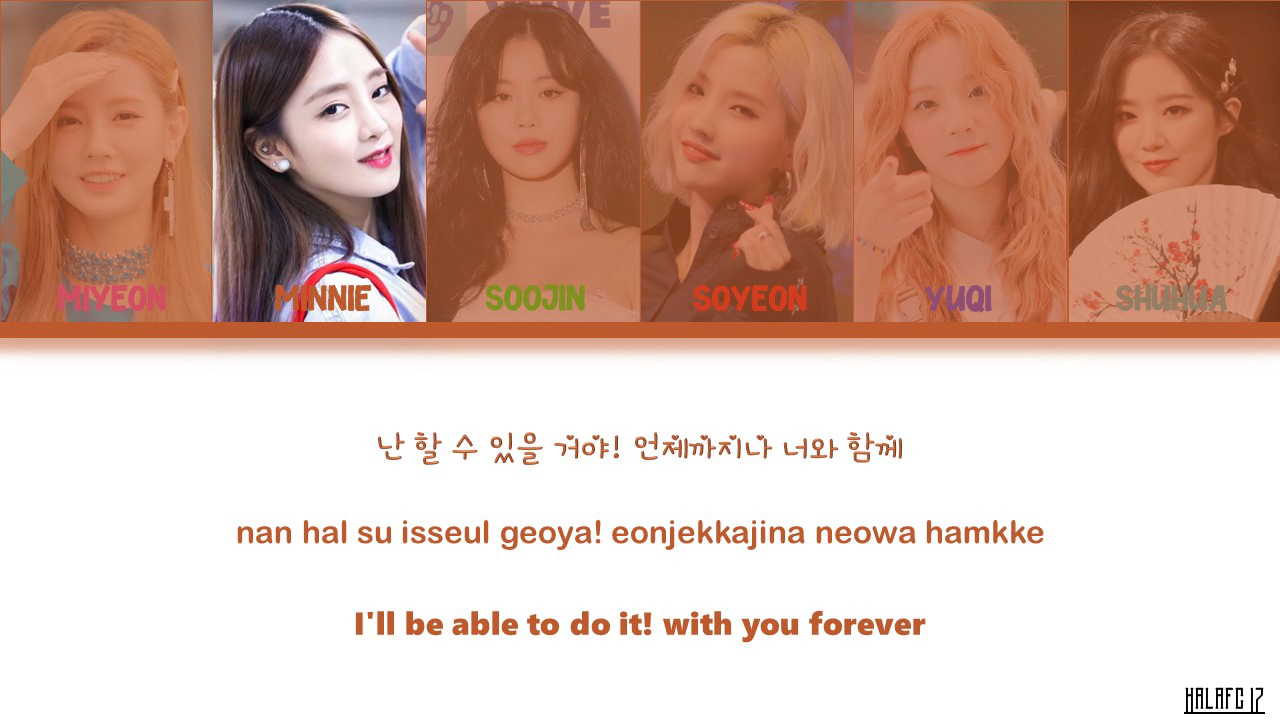 MIYEON MINNIE SOOJIN SOYEON YUQI SHUHUA
난 할 수 있을 거야! 언제까지나 너와 함께
nan hal su isseul geoya! eonjekkajina neowa hamkke
I'll be able to do it! with you forever
HALAFC 17